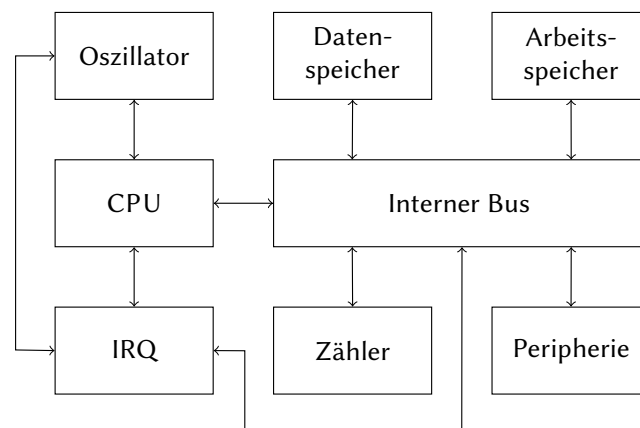 Oszillator
Daten-
speicher
Arbeits-
speicher
CPU
Interner Bus
IRQ
Zähler
Peripherie